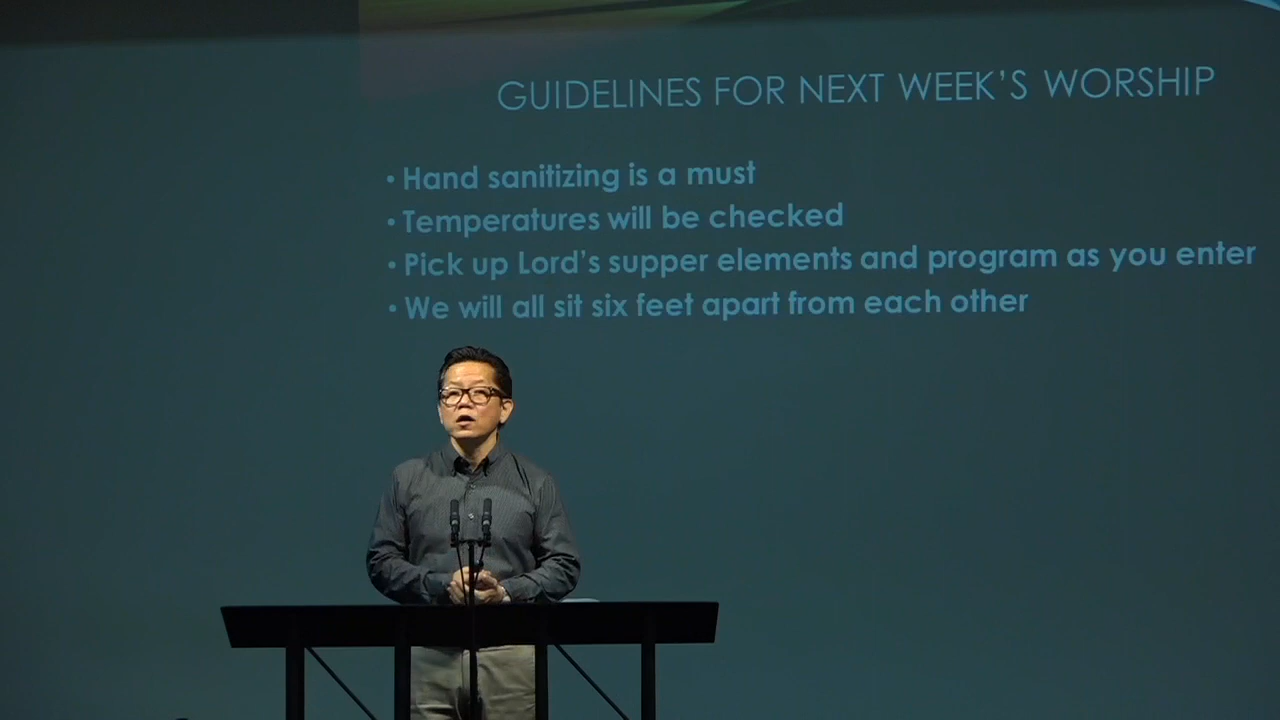 GUIDELINES FOR NEXT WEEK'S WORSHIP
• Hand sanitizing is a must
• Temperatures will be checked
• Pick up Lord's supper elements and program as you enter
• We will all sit six feet apart from each other